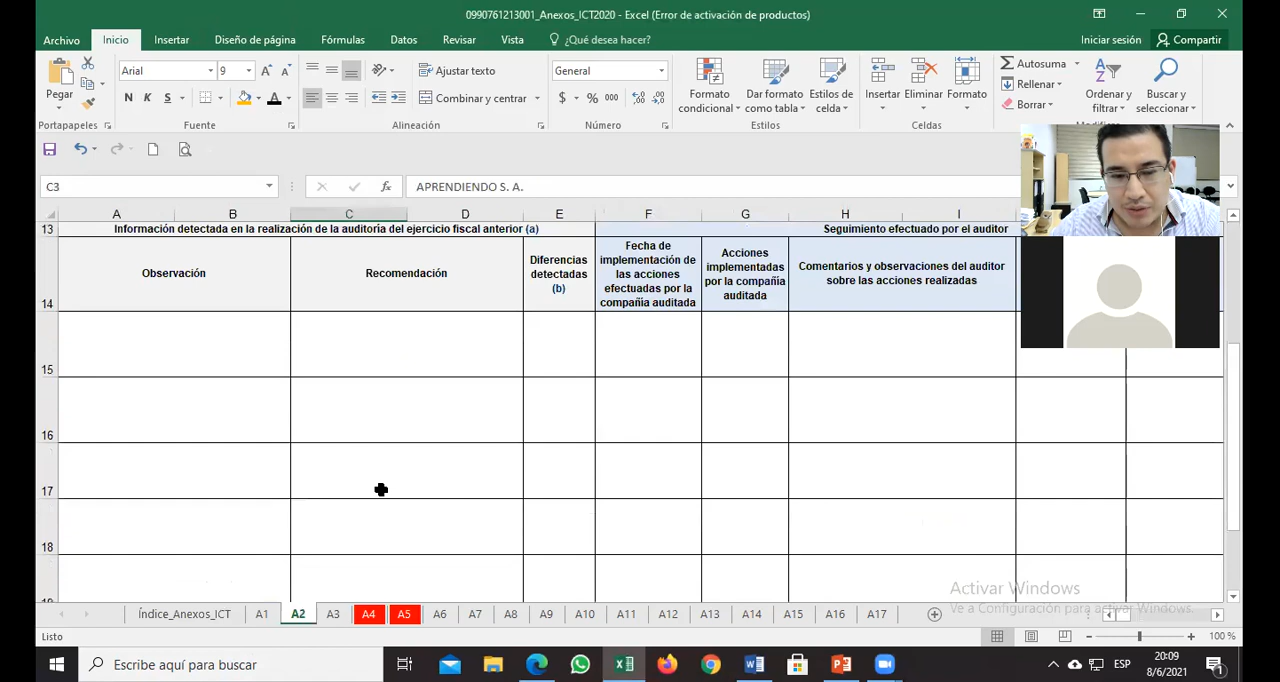 0990761213001_Anexos_ICT2020 - Excel (Error de activación de productos)
Archivo Inicio Insertar Diseño de página Fórmulas Datos Revisar Vista ¿Qué desea hacer? Iniciar sesión Compartir
Pegar
Arial 9
N K S
Ajustar texto
Combinar y centrar
General
$ % 000
Formato condicional
Dar formato como tabla
Estilos de celda
Insertar
Eliminar
Formato
Autosuma
Rellenar
Borrar
Ordenar y filtrar
Buscar y seleccionar
Portapapeles Fuente Alineación Número Estilos Celdas
C3 fx APRENDIENDO S. A.
A B C D E F G H I
13 Información detectada en la realización de la auditoría del ejercicio fiscal anterior (a) Seguimiento efectuado por el auditor
14
Observación
Recomendación
Diferencias
detectadas
(b)
Fecha de
implementación de
las acciones
efectuadas por la
compañía auditada
Acciones
implementadas
por la compañía
auditada
Comentarios y observaciones del auditor
sobre las acciones realizadas
15
16
17
18
Activar Windows
Ve a Configuración para activar Windows.
Índice_Anexos_ICT A1 A2 A3 A4 A5 A6 A7 A8 A9 A10 A11 A12 A13 A14 A15 A16 A17
Listo 100 %
Escribe aquí para buscar
ESP
20:09
8/6/2021
1